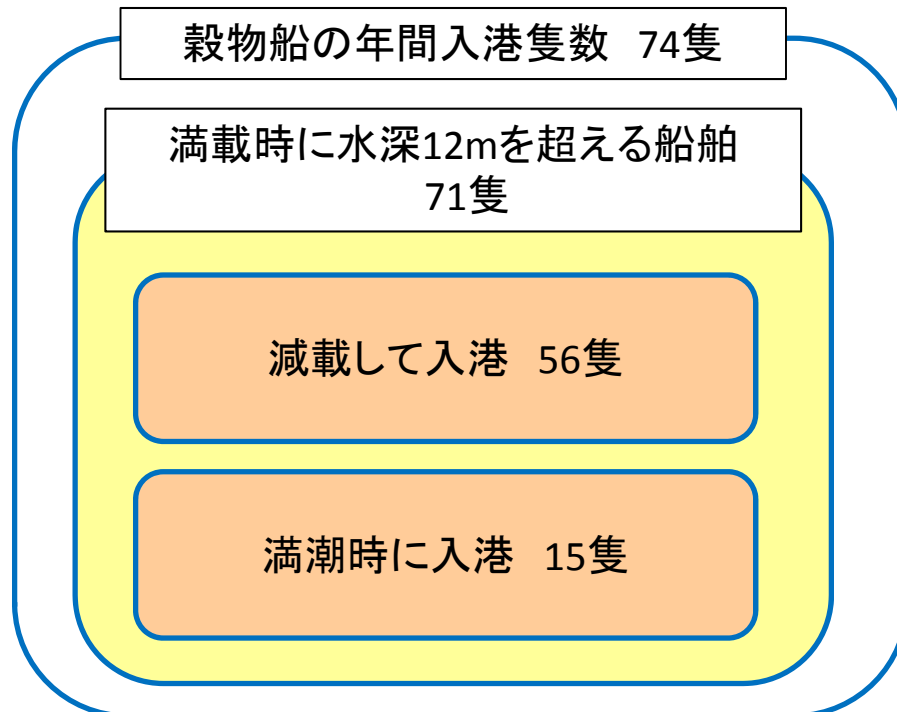 穀物船の年間入港隻数 74隻
満載時に水深12mを超える船舶
71隻
減載して入港 56隻
満潮時に入港 15隻